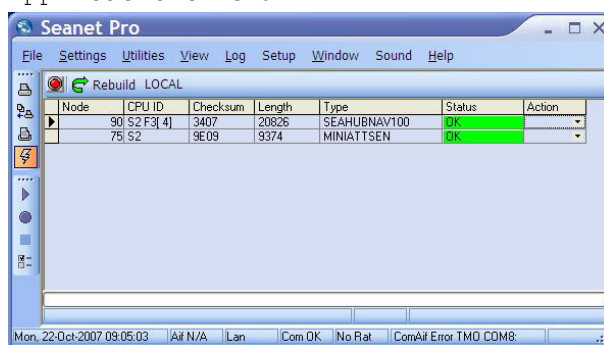 Seanet Pro
File Settings Utilities View Log Setup Window Sound Help
Rebuild LOCAL
Node CPU ID Checksum Length Type Status Action
90 S2 F3[ 4] 3407 20826 SEAHUBNAV100 OK
75 S2 9E09 9374 MINIATTSEN OK
Mon, 22-Oct-2007 09:05:03 Aif N/A Lan Com OK No Rat ComAif Error TMO COM8: